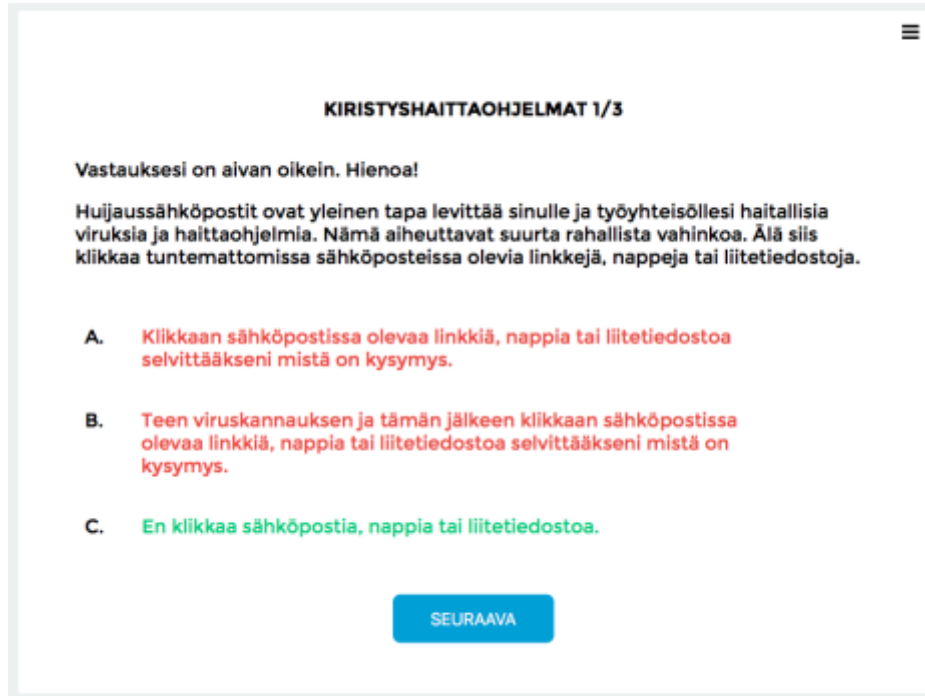 KIRISTYSHAITTAOHJELMAT 1/3
Vastauksesi on aivan oikein. Hienoa!
Huijaussähköpostit ovat yleinen tapa levittää sinulle ja työyhteisöllesi haitallisia
viruksia ja haittaohjelmia. Nämä aiheuttavat suurta rahallista vahinkoa. Älä siis
klikkaa tuntemattomissa sähköposteissa olevia linkkejä, nappeja tai liitetiedostoja.
A. Klikkaan sähköpostissa olevaa linkkiä, nappia tai liitetiedostoa
selvittääkseni mistä on kysymys.
B. Teen viruskannauksen ja tämän jälkeen klikkaan sähköpostissa
olevaa linkkiä, nappia tai liitetiedostoa selvittääkseni mistä on
kysymys.
C. En klikkaa sähköpostia, nappia tai liitetiedostoa.
SEURAAVA